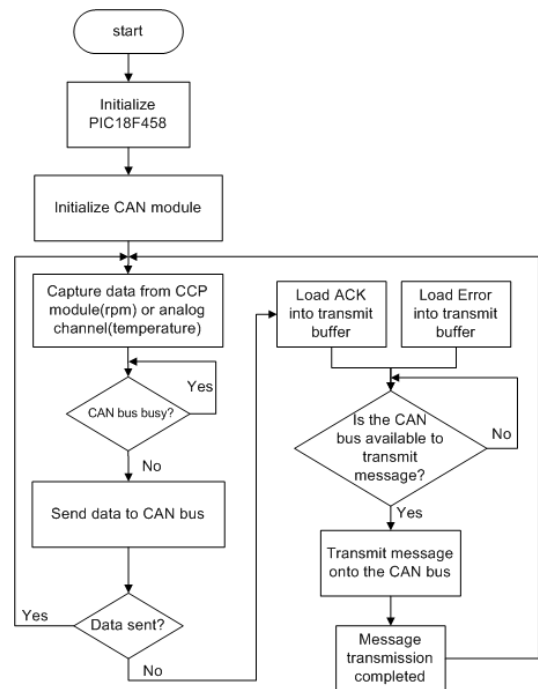 start
Initialize
PIC18F458
Initialize CAN module
Capture data from CCP
module(rpm) or analog
channel(temperature)
Yes
CAN bus busy?
No
Send data to CAN bus
Yes
Data sent?
No
Load ACK
into transmit
buffer
Load Error
into transmit
buffer
Is the CAN
bus available to
transmit
message?
No
Yes
Transmit message
onto the CAN bus
Message
transmission
completed